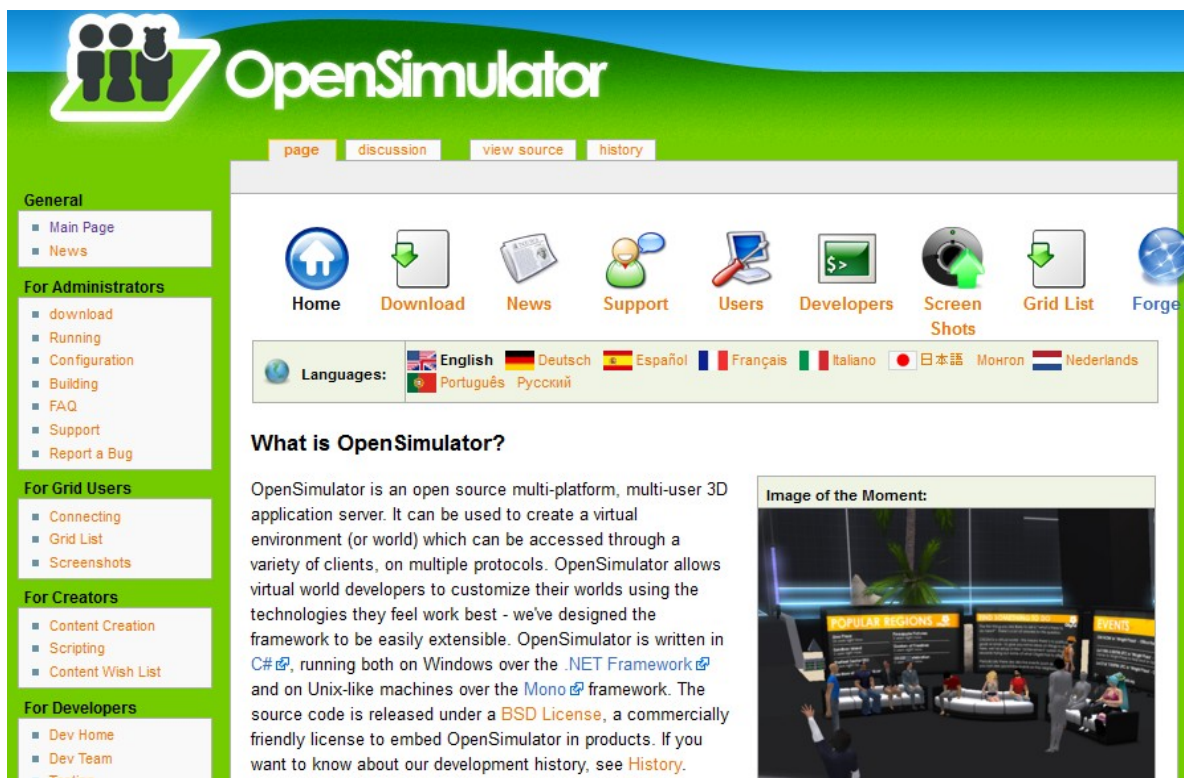 OpenSimulator
page discussion view source history
General
Main Page
News
For Administrators
download
Running
Configuration
Building
FAQ
Support
Report a Bug
For Grid Users
Connecting
Grid List
Screenshots
For Creators
Content Creation
Scripting
Content Wish List
For Developers
Dev Home
Dev Team
$>
Home Download News Support Users Developers Screen Shots Grid List Forge
Languages: English Deutsch Español Français Italiano 日本語 Монгол Nederlands
Português Русский
What is OpenSimulator?
OpenSimulator is an open source multi-platform, multi-user 3D
application server. It can be used to create a virtual
environment (or world) which can be accessed through a
variety of clients, on multiple protocols. OpenSimulator allows
virtual world developers to customize their worlds using the
technologies they feel work best - we've designed the
framework to be easily extensible. OpenSimulator is written in
C#, both on Windows over the .NET Framework
and on Unix-like machines over the Mono framework. The
source code is released under a BSD License, a commercially
friendly license to embed OpenSimulator in products. If you
want to know about our development history, see History.
Image of the Moment:
POPULAR REGIONS
EVENTS